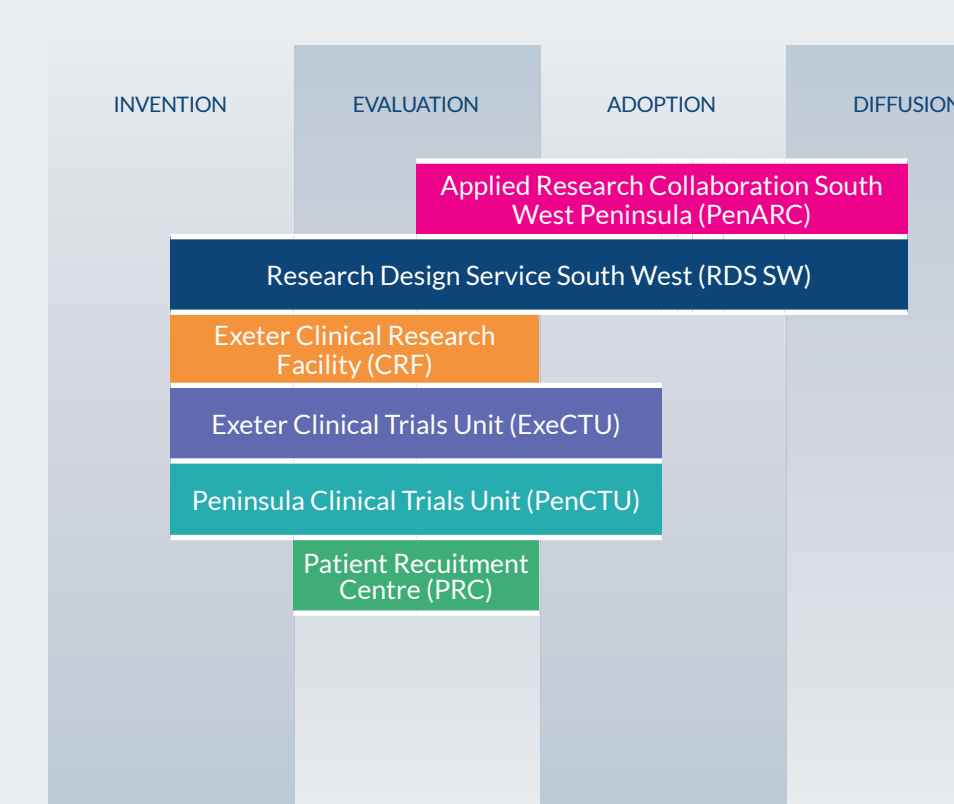 INVENTION
EVALUATION
ADOPTION
DIFFUSION
Applied Research Collaboration South
West Peninsula (PenARC)
Research Design Service South West (RDS SW)
Exeter Clinical Research
Facility (CRF)
Exeter Clinical Trials Unit (ExeCTU)
Peninsula Clinical Trials Unit (PenCTU)
Patient Recuitment
Centre (PRC)